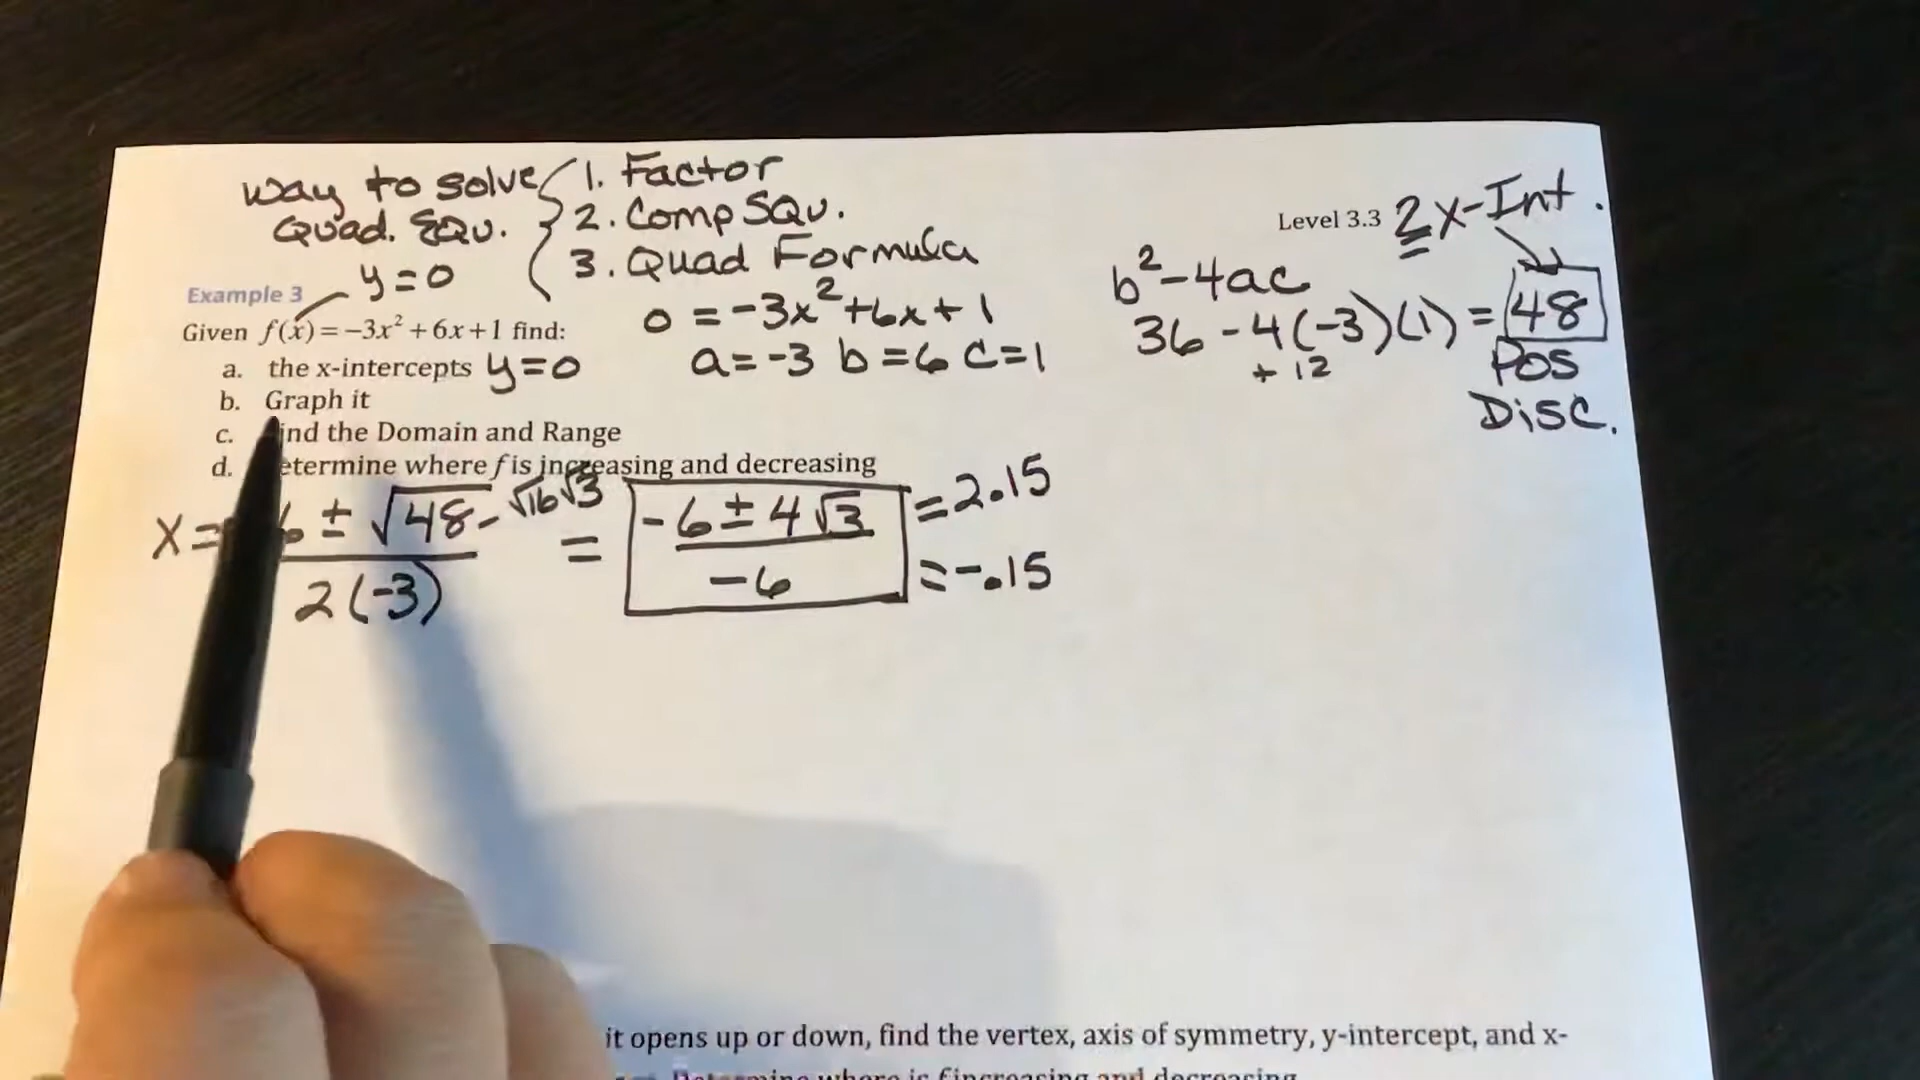 Way to solve { 1. Factor
Quad. Equ. 2. Comp Squ.
3. Quad Formula
Level 3.3 2 x-Int.
y=0
Example 3
Given f(x)=−3x² + 6x+1 find:
0 = -3x²+6x+1
b²-4ac
36 - 4(-3)(1) = 48
+12
Pos
Disc.
a. the x-intercepts y=0
a=-3 b=6 c=1
b. Graph it
c. ind the Domain and Range
d. etermine where f is increasing and decreasing
x= 6 ± √48 - √16√3
2(-3)
= -6 ± 4√3
-6
=2.15
=-.15
it opens up or down, find the vertex, axis of symmetry, y-intercept, and x-
increasing and decreasing